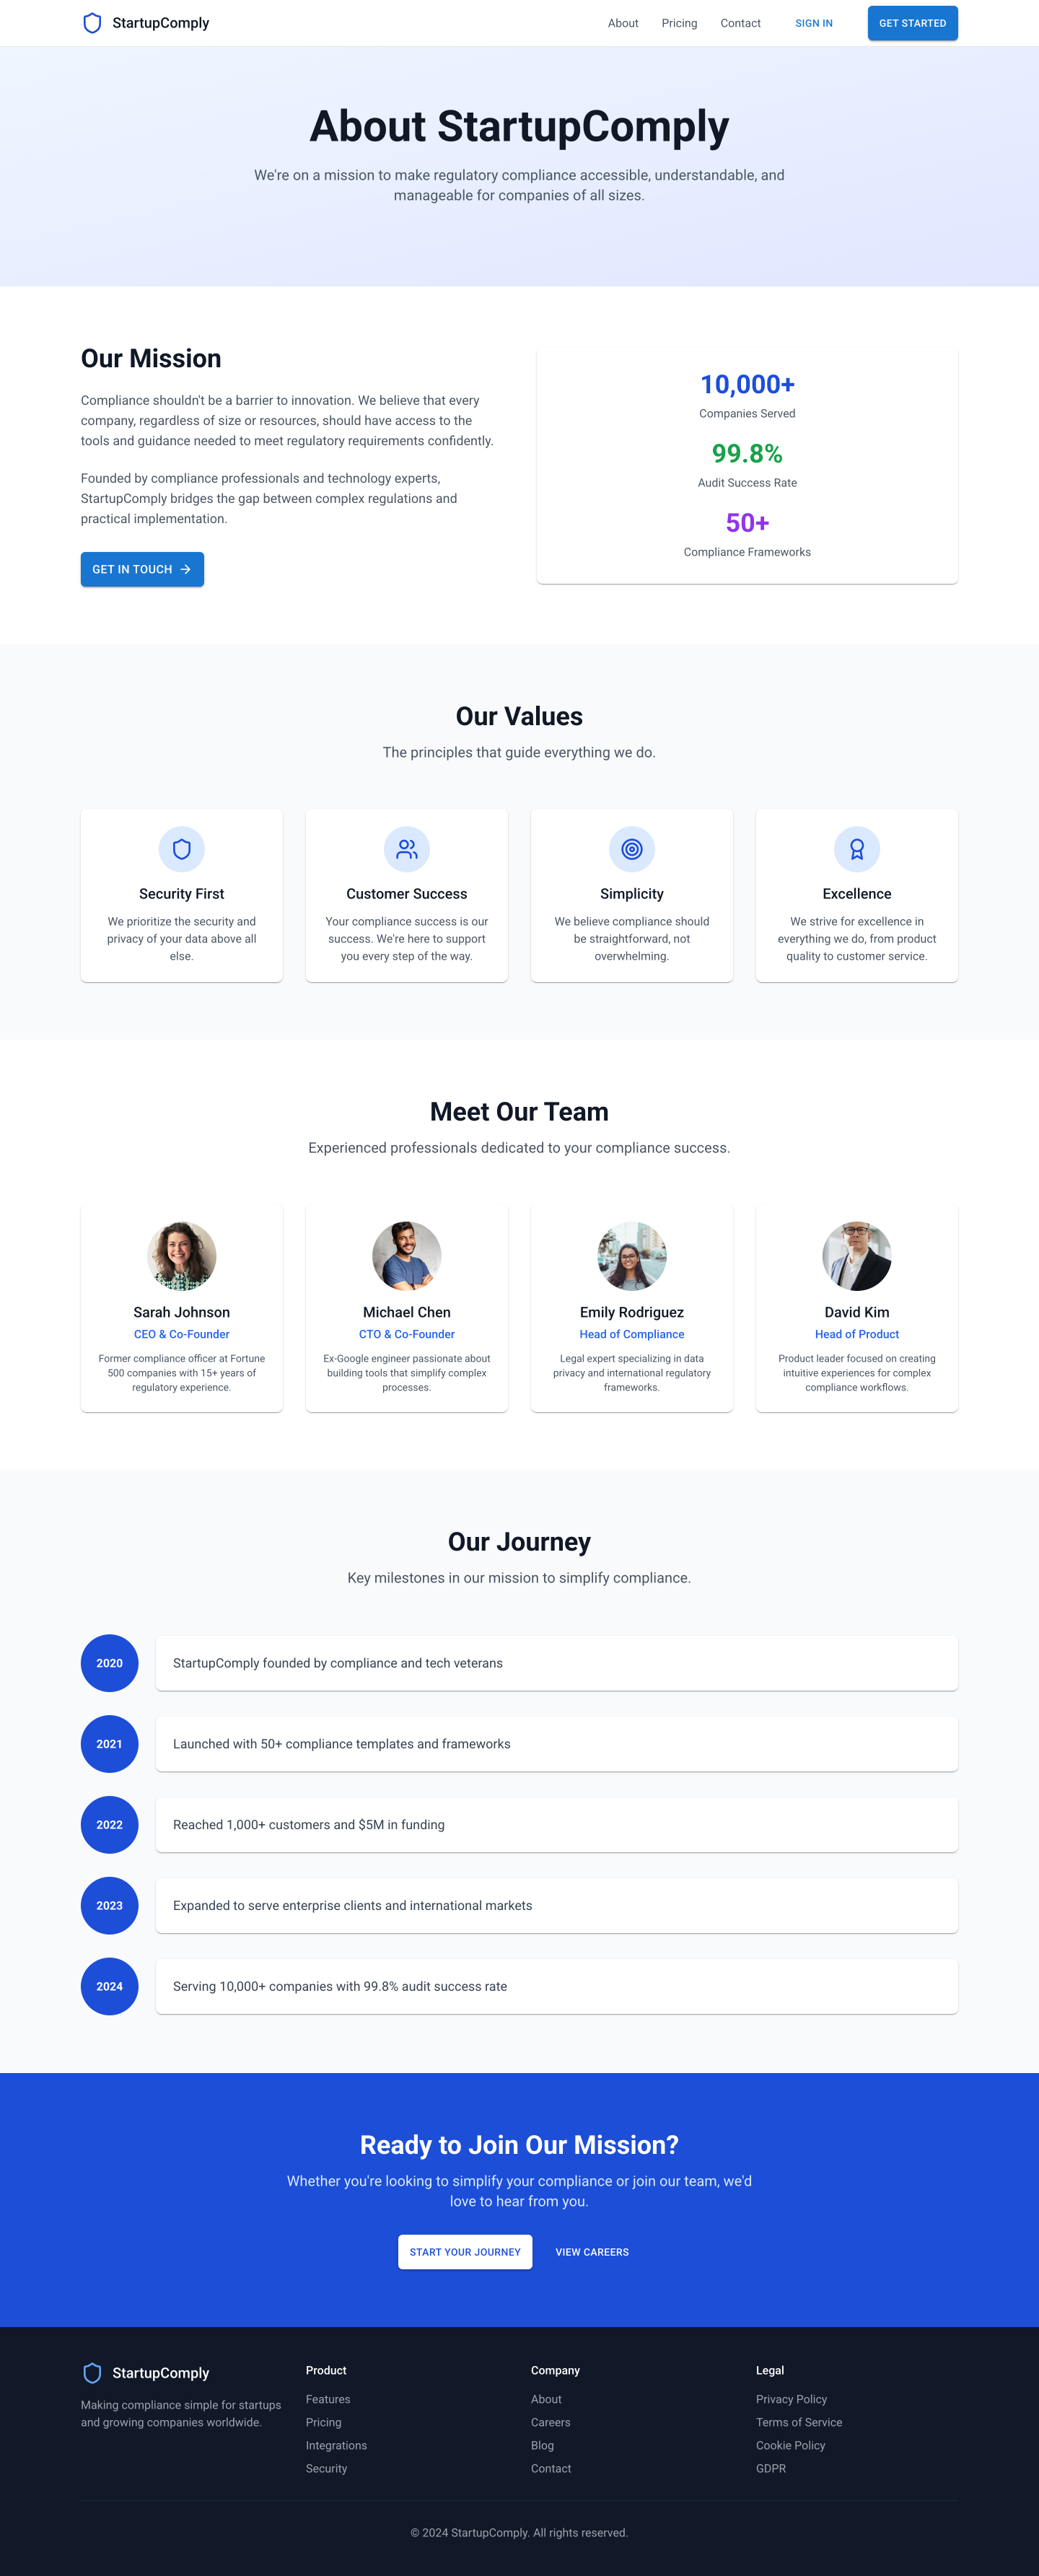 StartupComply
About
Pricing
Contact
SIGN IN
GET STARTED
About StartupComply
We're on a mission to make regulatory compliance accessible, understandable, and
manageable for companies of all sizes.
Our Mission
Compliance shouldn't be a barrier to innovation. We believe that every
company, regardless of size or resources, should have access to the
tools and guidance needed to meet regulatory requirements confidently.
Founded by compliance professionals and technology experts,
StartupComply bridges the gap between complex regulations and
practical implementation.
GET IN TOUCH
10,000+
Companies Served
99.8%
Audit Success Rate
50+
Compliance Frameworks
Our Values
The principles that guide everything we do.
Security First
We prioritize the security and
privacy of your data above all
else.
Customer Success
Your compliance success is our
success. We're here to support
you every step of the way.
Simplicity
We believe compliance should
be straightforward, not
overwhelming.
Excellence
We strive for excellence in
everything we do, from product
quality to customer service.
Meet Our Team
Experienced professionals dedicated to your compliance success.
Sarah Johnson
CEO & Co-Founder
Former compliance officer at Fortune
500 companies with 15+ years of
regulatory experience.
Michael Chen
CTO & Co-Founder
Ex-Google engineer passionate about
building tools that simplify complex
processes.
Emily Rodriguez
Head of Compliance
Legal expert specializing in data
privacy and international regulatory
frameworks.
David Kim
Head of Product
Product leader focused on creating
intuitive experiences for complex
compliance workflows.
Our Journey
Key milestones in our mission to simplify compliance.
2020
StartupComply founded by compliance and tech veterans
2021
Launched with 50+ compliance templates and frameworks
2022
Reached 1,000+ customers and $5M in funding
2023
Expanded to serve enterprise clients and international markets
2024
Serving 10,000+ companies with 99.8% audit success rate
Ready to Join Our Mission?
Whether you're looking to simplify your compliance or join our team, we'd
love to hear from you.
START YOUR JOURNEY
VIEW CAREERS
StartupComply
Making compliance simple for startups
and growing companies worldwide.
Product
Features
Pricing
Integrations
Security
Company
About
Careers
Blog
Contact
Legal
Privacy Policy
Terms of Service
Cookie Policy
GDPR
© 2024 StartupComply. All rights reserved.